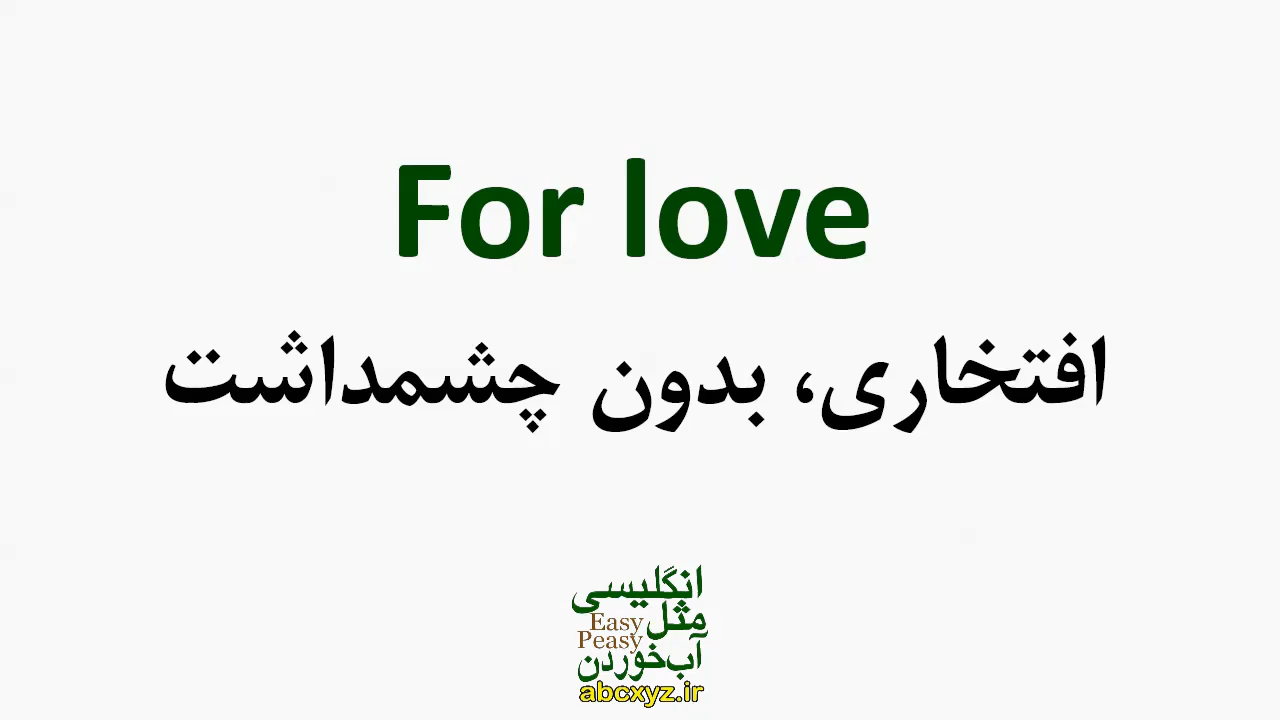 For love
افتخاری، بدون چشمداشت
انگلیسی
مثل Easy
Peasy
آب‌خوردن
abcxyz.ir